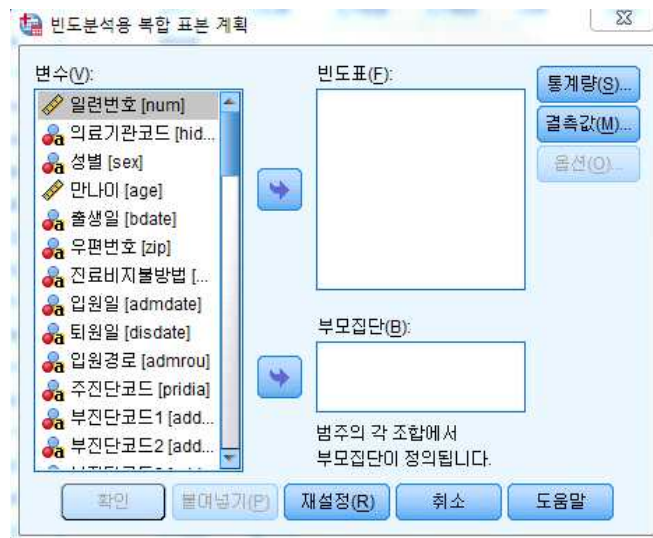 빈도분석용 복합 표본 계획
변수(V):
일련번호 [num]
의료기관코드 [hid...
성별 [sex]
만나이 [age]
출생일 [bdate]
우편번호 [zip]
진료비지불방법 [...
입원일 [admdate]
퇴원일 [disdate]
입원경로 [admrou]
주진단코드 [pridia]
부진단코드1 [add...
부진단코드2 [add...
빈도표(F):
부모집단(B):
범주의 각 조합에서
부모집단이 정의됩니다.
통계량(S)...
결측값(M)...
옵션(O)...
확인
붙여넣기(P)
재설정(R)
취소
도움말